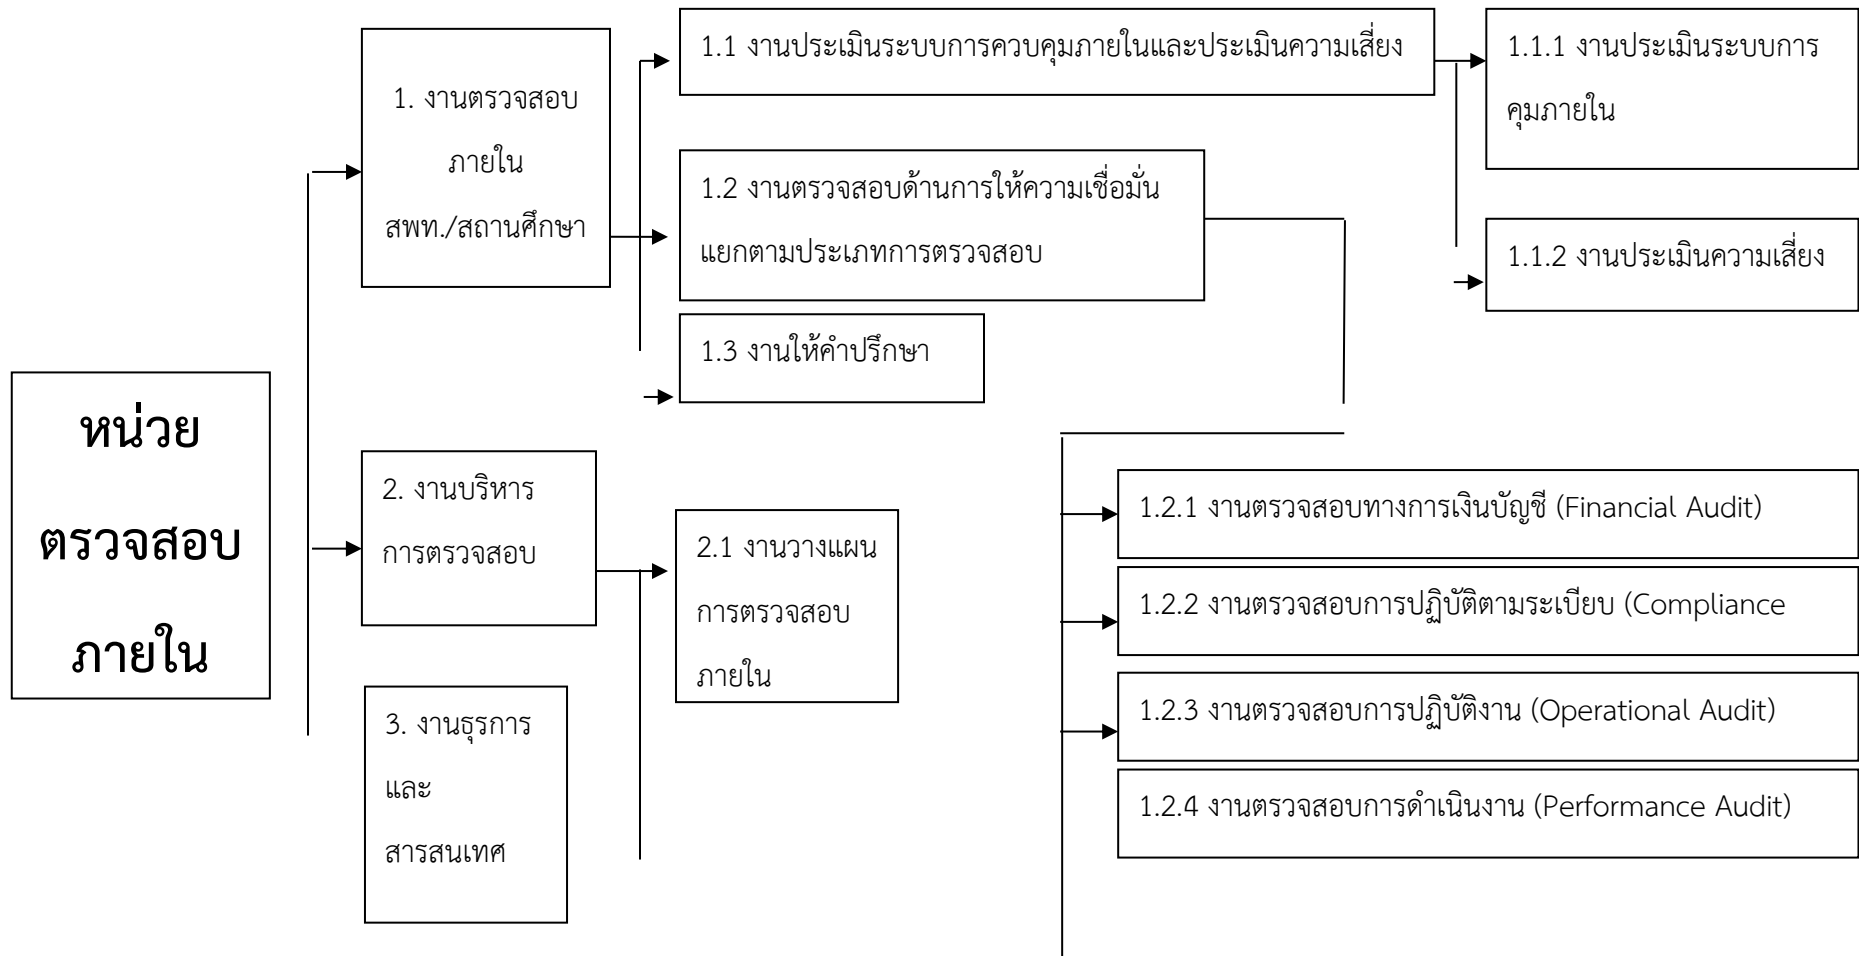 หน่วย
ตรวจสอบ
ภายใน
1. งานตรวจสอบ
ภายใน
สพท./สถานศึกษา
1.1 งานประเมินระบบการควบคุมภายในและประเมินความเสี่ยง
1.1.1 งานประเมินระบบการ
คุมภายใน
1.1.2 งานประเมินความเสี่ยง
1.2 งานตรวจสอบด้านการให้ความเชื่อมั่น
แยกตามประเภทการตรวจสอบ
1.3 งานให้คำปรึกษา
1.2.1 งานตรวจสอบทางการเงินบัญชี (Financial Audit)
1.2.2 งานตรวจสอบการปฏิบัติตามระเบียบ (Compliance
1.2.3 งานตรวจสอบการปฏิบัติงาน (Operational Audit)
1.2.4 งานตรวจสอบการดำเนินงาน (Performance Audit)
2. งานบริหาร
การตรวจสอบ
2.1 งานวางแผน
การตรวจสอบ
ภายใน
3. งานธุรการ
และ
สารสนเทศ